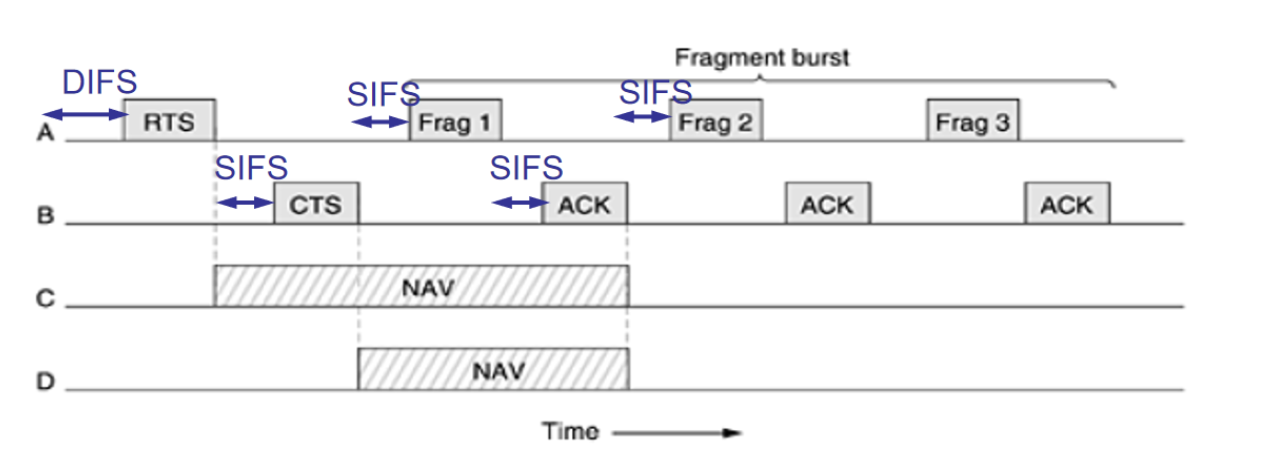 Fragment burst
DIFS SIFS SIFS
A RTS Frag 1 Frag 2 Frag 3
SIFS SIFS
B CTS ACK ACK ACK
C NAV
D NAV
Time